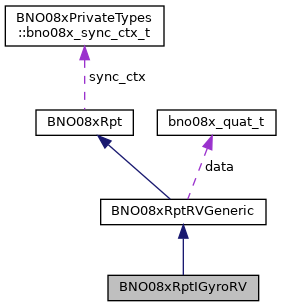 BNO08xPrivateTypes
::bno08x_sync_ctx_t
sync_ctx
BNO08xRpt
bno08x_quat_t
data
BNO08xRptRVGeneric
BNO08xRptIGyroRV